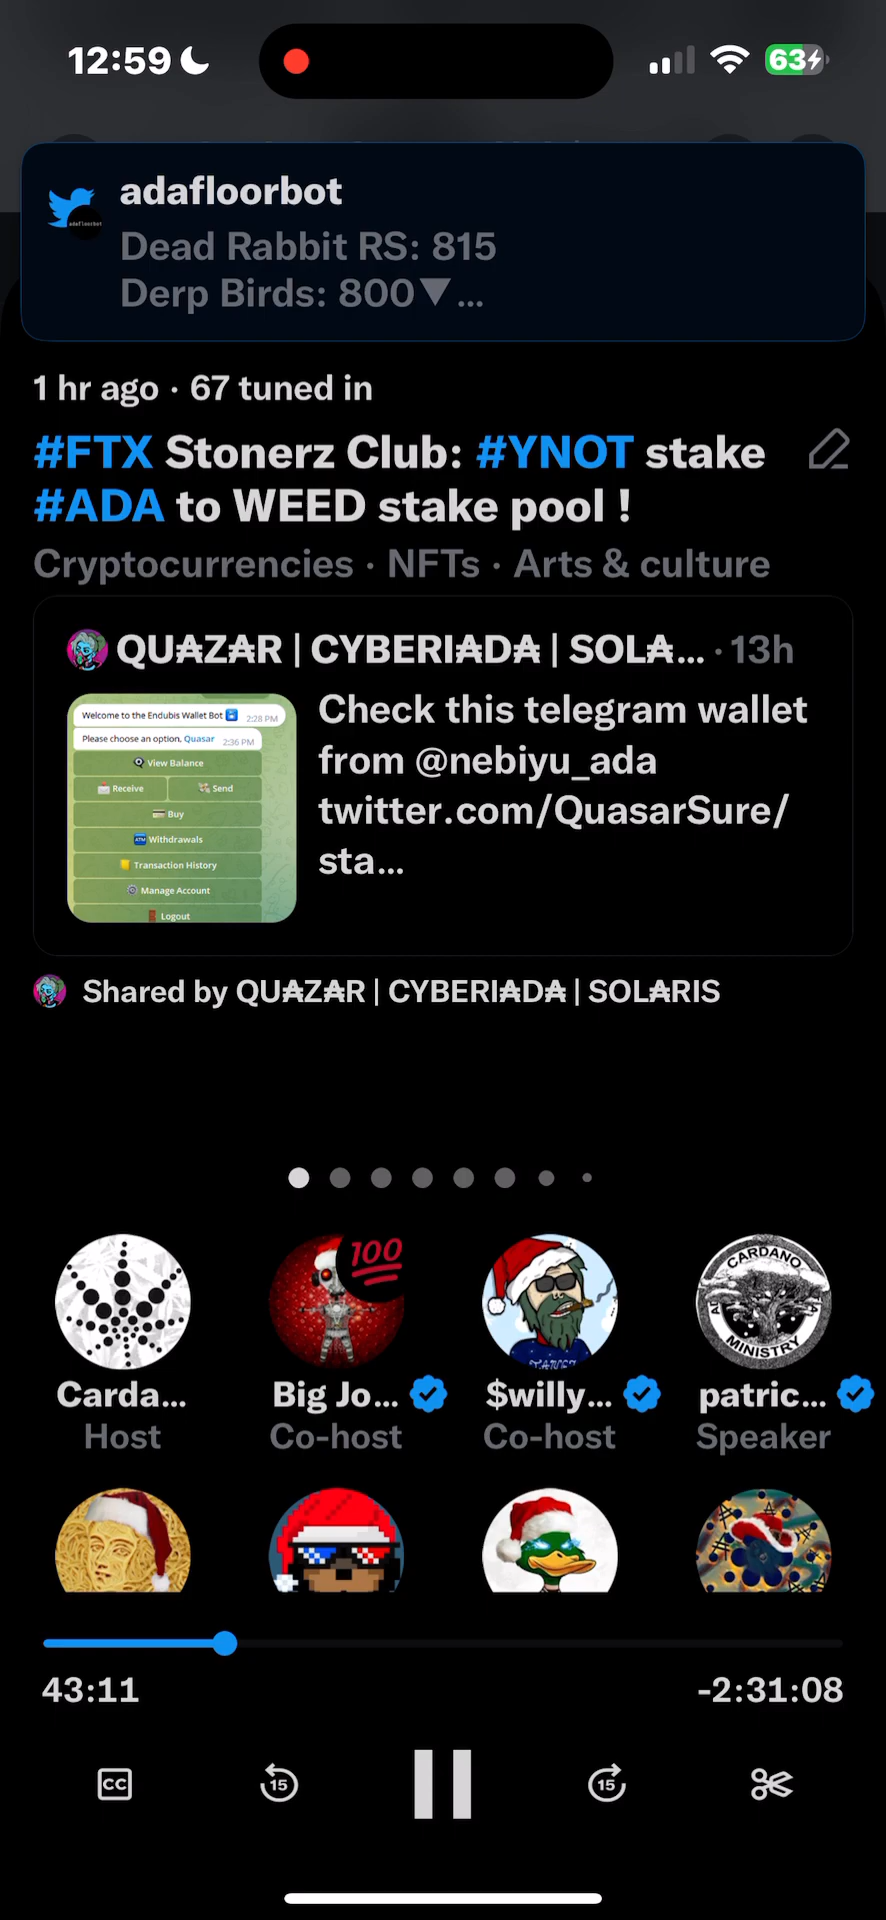 12:59
63
adafloorbot
Dead Rabbit RS: 815
Derp Birds: 800▼...
1 hr ago · 67 tuned in
#FTX Stonerz Club: #YNOT stake
#ADA to WEED stake pool !
Cryptocurrencies · NFTs · Arts & culture
QU₳Z₳R | CYBERI₳D₳ | SOL₳... · 13h
Welcome to the Endubis Wallet Bot 2:28 PM
Please choose an option, Quasar 2:36 PM
View Balance
Receive Send
Buy
ATM Withdrawals
Transaction History
Manage Account
Logout
Check this telegram wallet
from @nebiyu_ada
twitter.com/QuasarSure/
sta...
Shared by QU₳Z₳R | CYBERI₳D₳ | SOL₳RIS
100
CARDANO
MINISTRY
Carda... Big Jo... $willy... patric...
Host Co-host Co-host Speaker
43:11 -2:31:08
CC 15 15